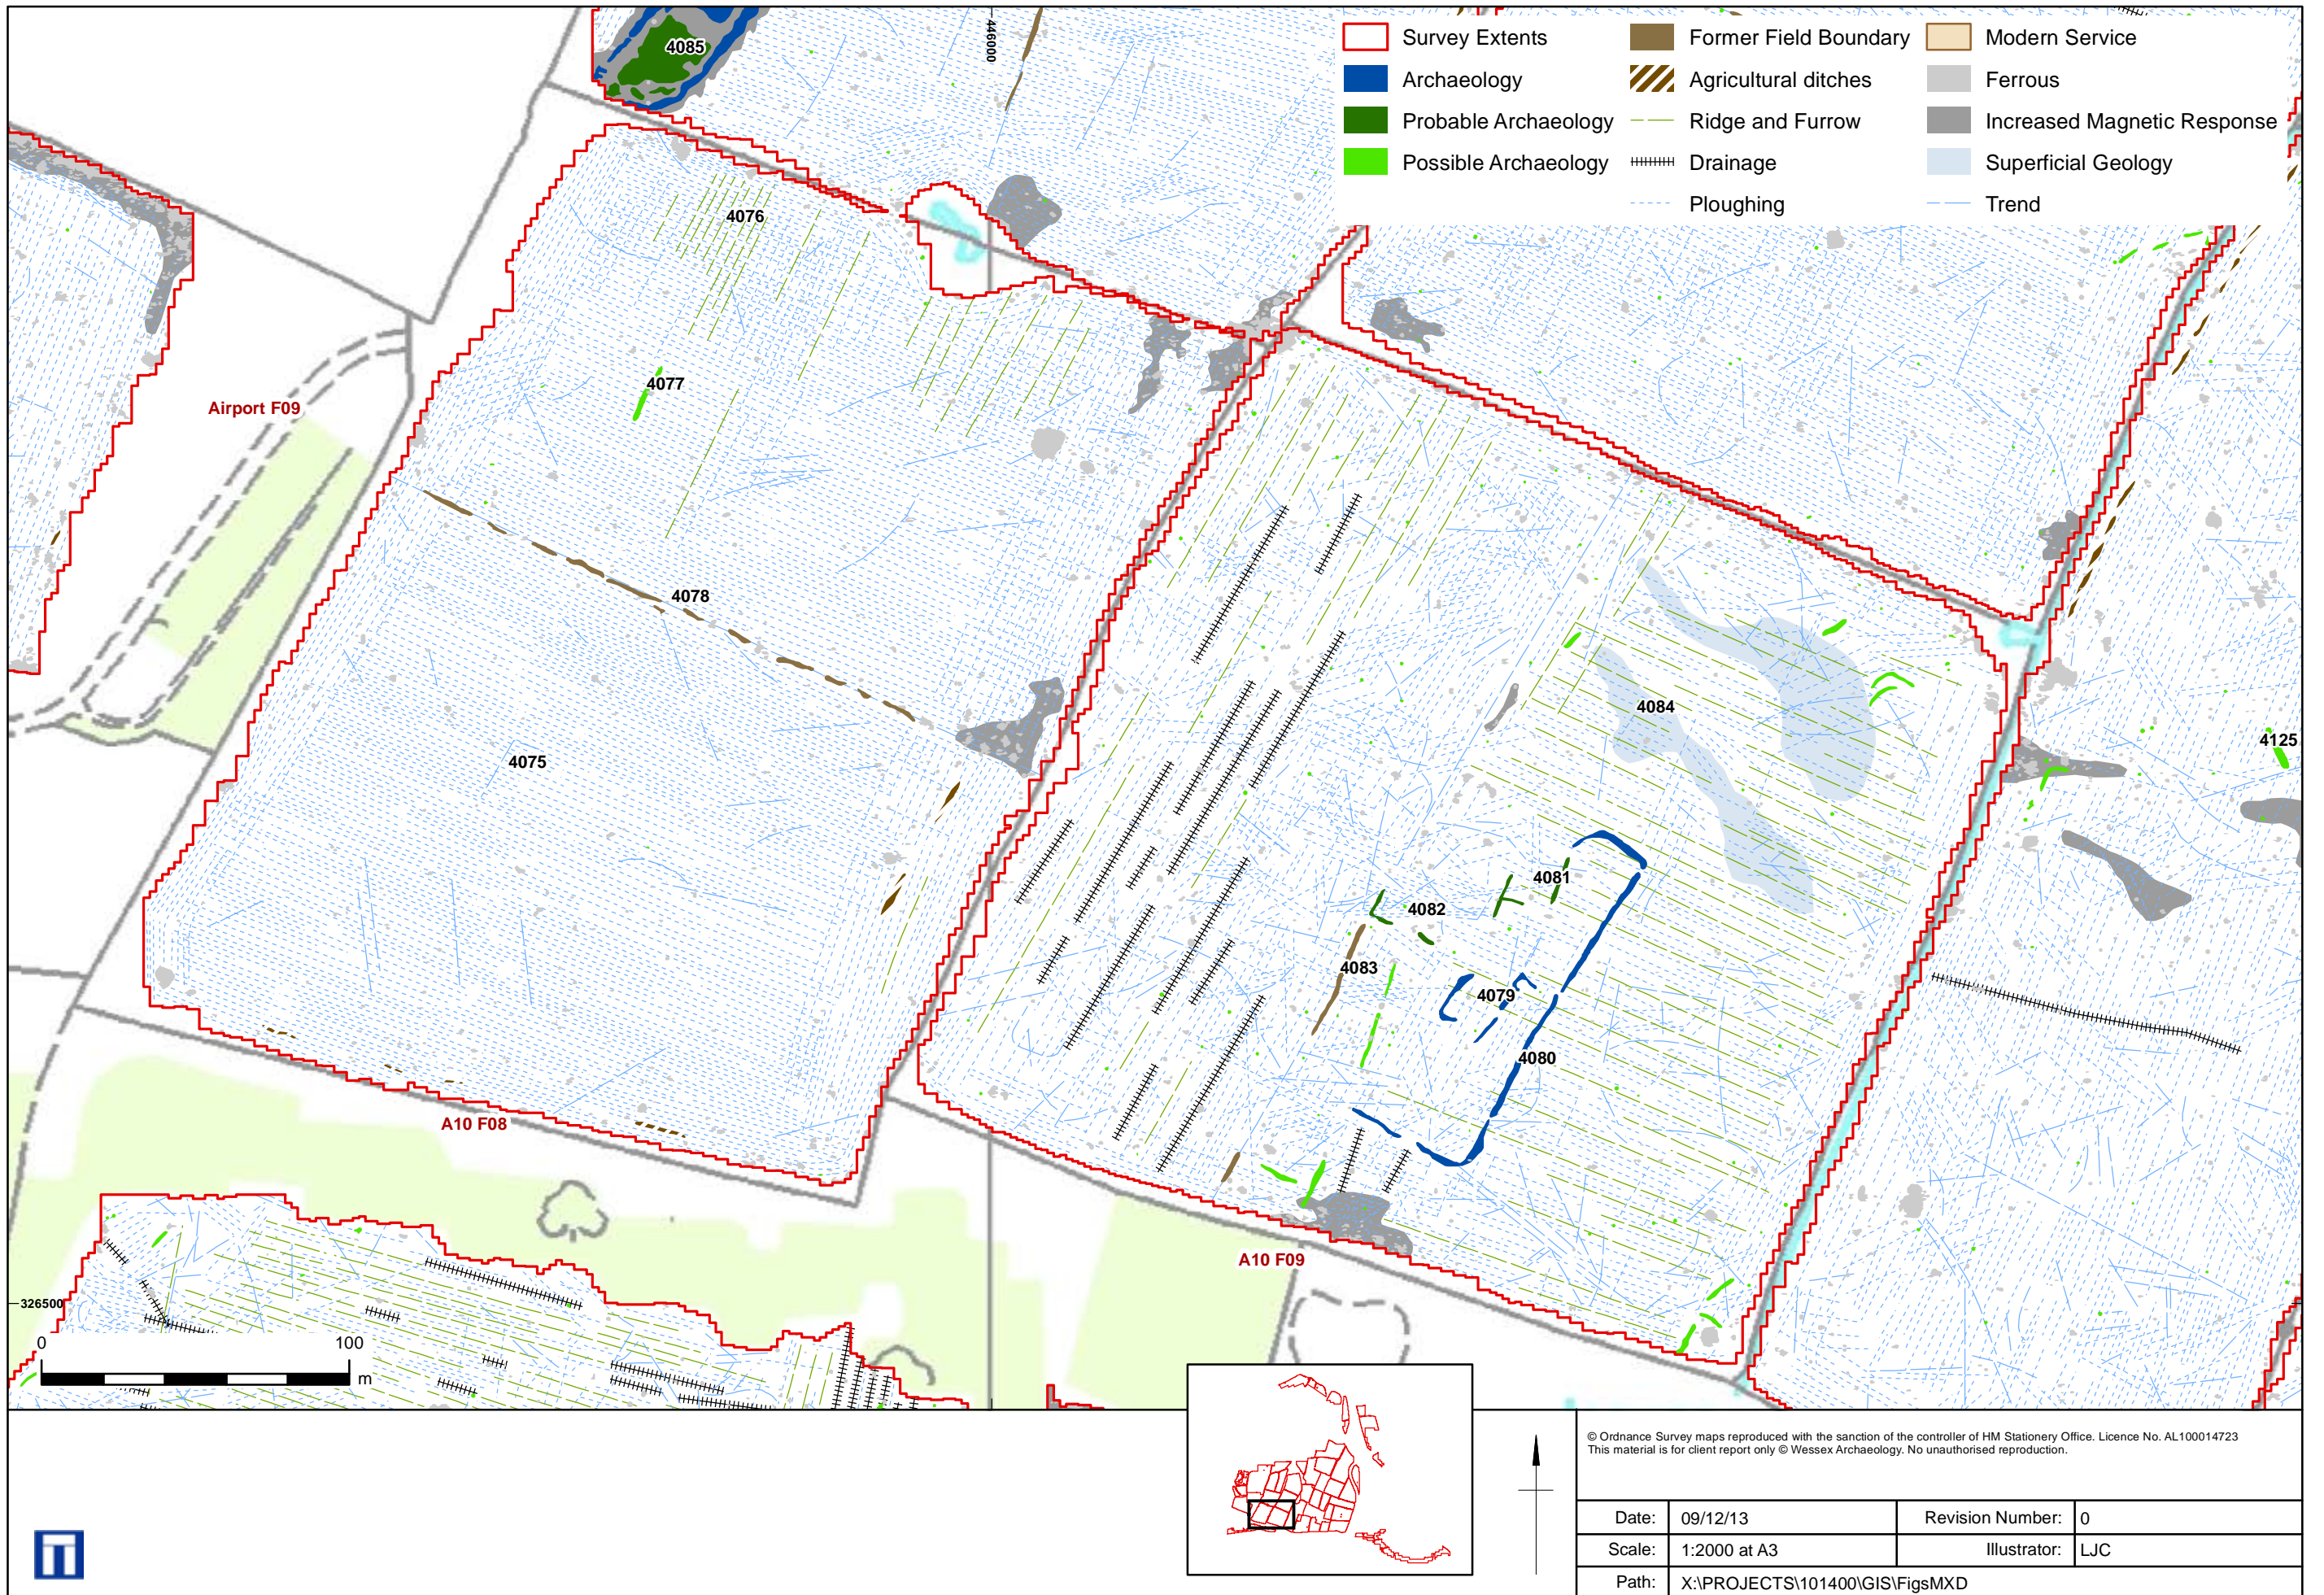 Survey Extents
Archaeology
Probable Archaeology
Possible Archaeology
Former Field Boundary
Agricultural ditches
Ridge and Furrow
Drainage
Ploughing
Modern Service
Ferrous
Increased Magnetic Response
Superficial Geology
Trend
446000
4085
4076
4077
Airport F09
4078
4075
4084
4125
4081
4082
4083
4079
4080
A10 F08
A10 F09
326500
0 100
m
© Ordnance Survey maps reproduced with the sanction of the controller of HM Stationery Office. Licence No. AL100014723
This material is for client report only © Wessex Archaeology. No unauthorised reproduction.
Date: 09/12/13 Revision Number: 0
Scale: 1:2000 at A3 Illustrator: LJC
Path: X:\PROJECTS\101400\GIS\FigsMXD